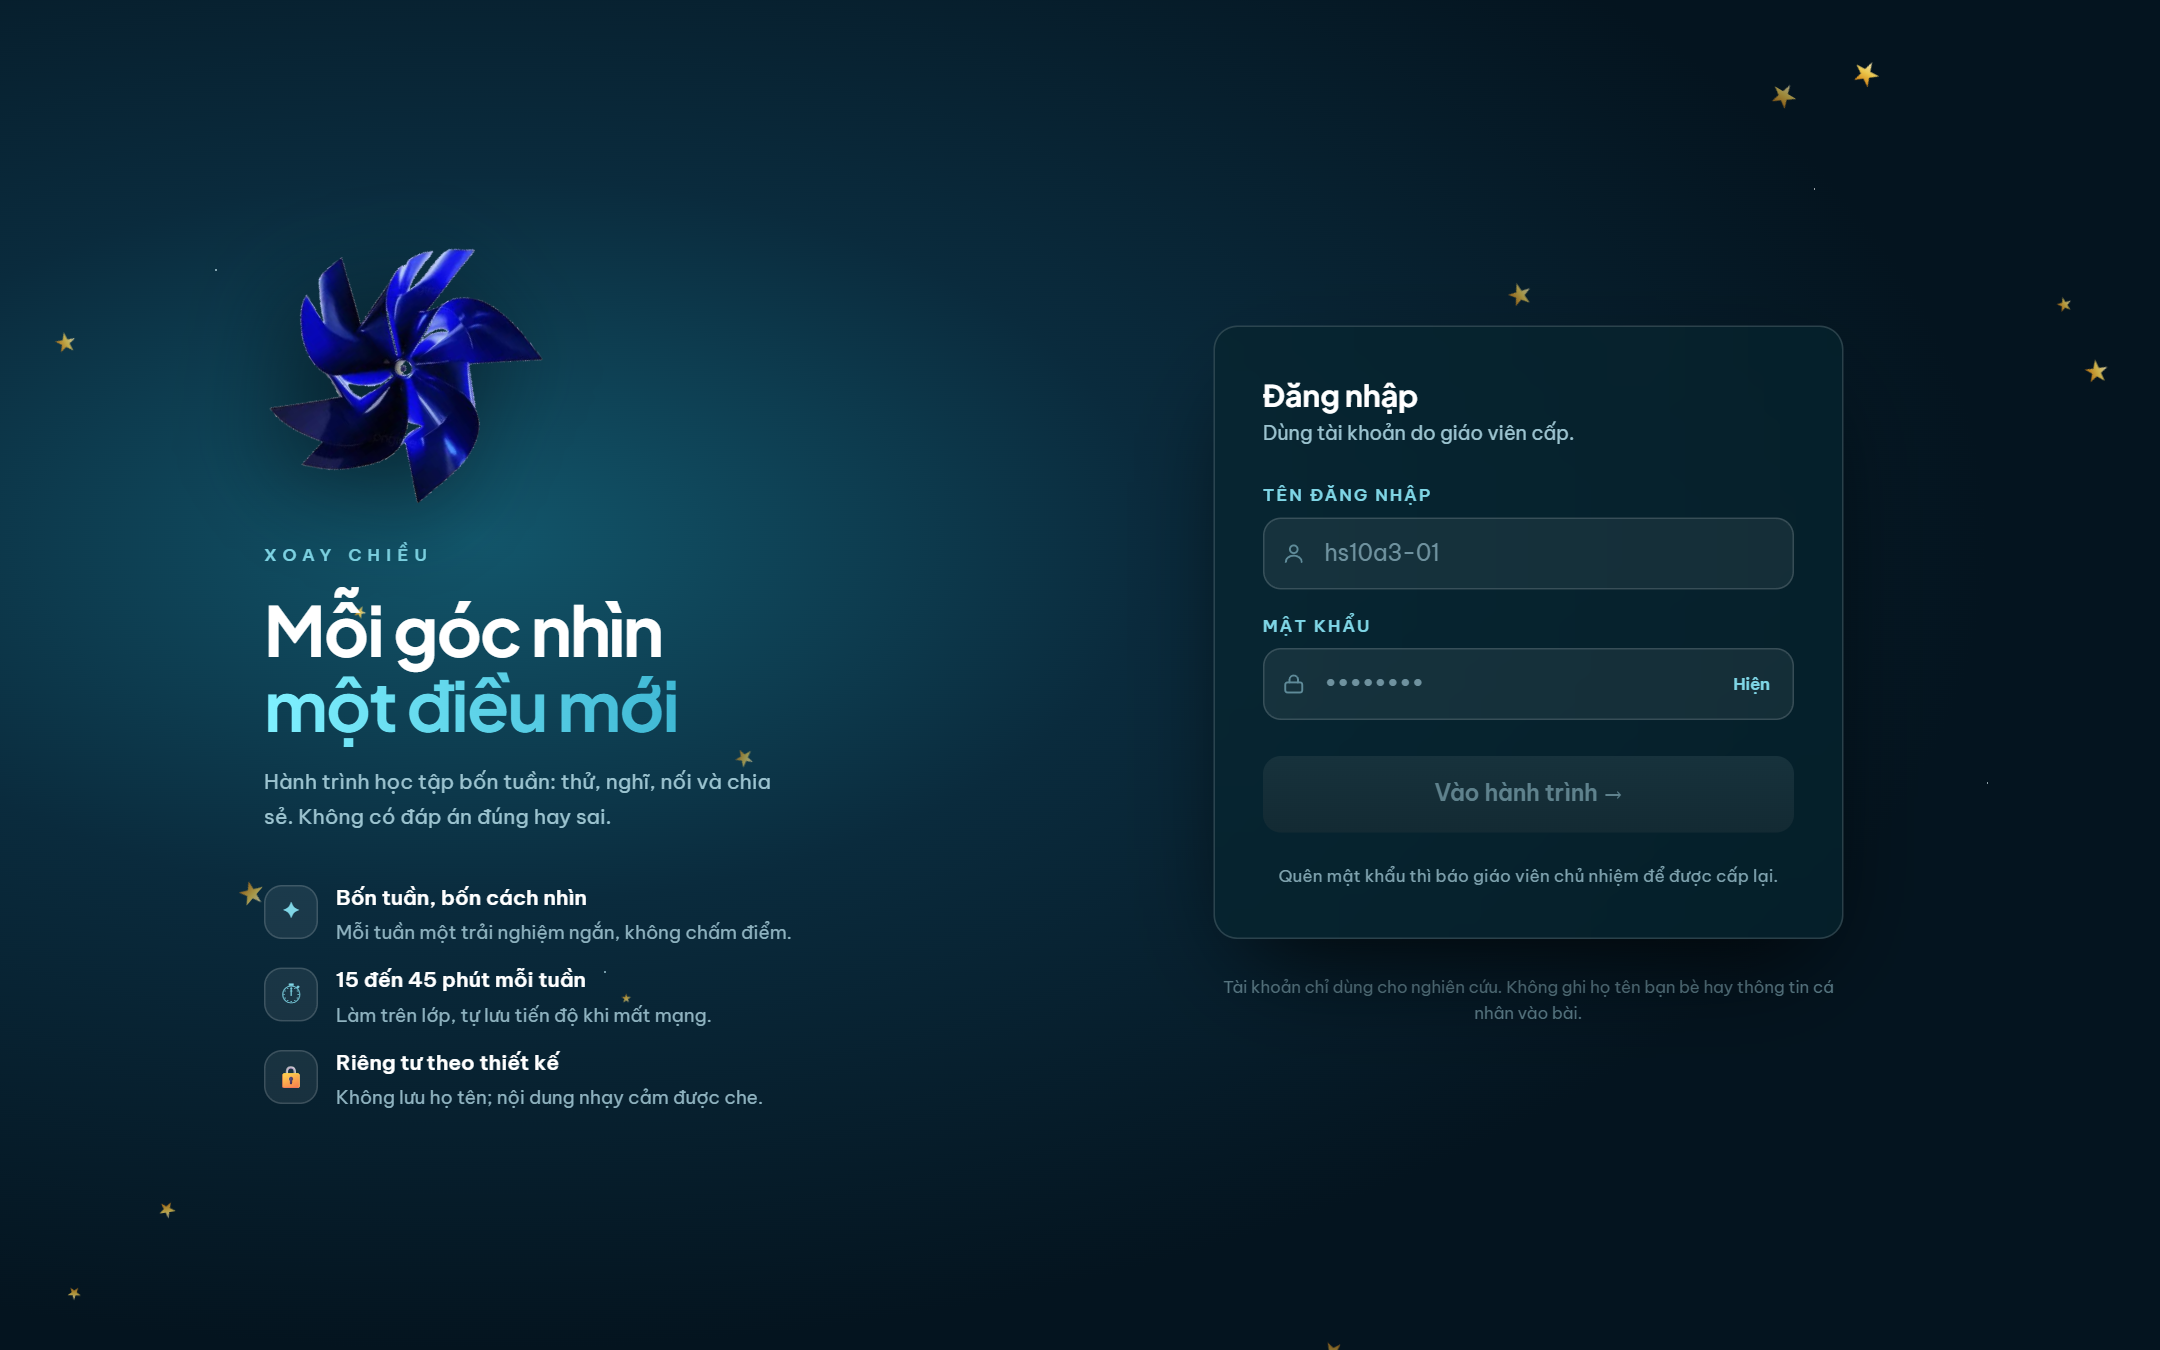 XOAY CHIỀU
Mỗi góc nhìn
một điều mới
Hành trình học tập bốn tuần: thử, nghĩ, nối và chia
sẻ. Không có đáp án đúng hay sai.
Bốn tuần, bốn cách nhìn
Mỗi tuần một trải nghiệm ngắn, không chấm điểm.
15 đến 45 phút mỗi tuần
Làm trên lớp, tự lưu tiến độ khi mất mạng.
Riêng tư theo thiết kế
Không lưu họ tên; nội dung nhạy cảm được che.
Đăng nhập
Dùng tài khoản do giáo viên cấp.
TÊN ĐĂNG NHẬP
hs10a3-01
MẬT KHẨU
••••••••
Hiện
Vào hành trình →
Quên mật khẩu thì báo giáo viên chủ nhiệm để được cấp lại.
Tài khoản chỉ dùng cho nghiên cứu. Không ghi họ tên bạn bè hay thông tin cá
nhân vào bài.